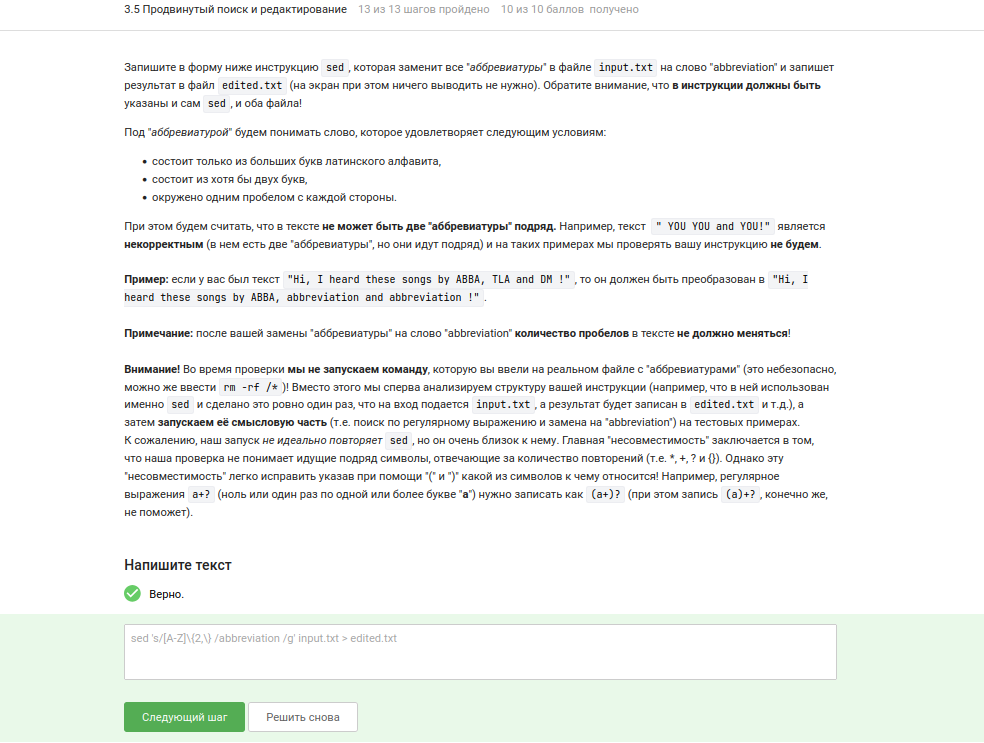 3.5 Продвинутый поиск и редактирование 13 из 13 шагов пройдено 10 из 10 баллов получено
Запишите в форму ниже инструкцию sed, которая заменит все "аббревиатуры" в файле input.txt на слово "abbreviation" и запишет
результат в файл edited.txt (на экран при этом ничего выводить не нужно). Обратите внимание, что в инструкции должны быть
указаны и сам sed, и оба файла!
Под "аббревиатурой" будем понимать слово, которое удовлетворяет следующим условиям:
• состоит только из больших букв латинского алфавита,
• состоит из хотя бы двух букв,
• окружено одним пробелом с каждой стороны.
При этом будем считать, что в тексте не может быть две "аббревиатуры" подряд. Например, текст " YOU YOU and YOU!" является
некорректным (в нем есть две "аббревиатуры", но они идут подряд) и на таких примерах мы проверять вашу инструкцию не будем.
Пример: если у вас был текст "Hi, I heard these songs by ABBA, TLA and DM !", то он должен быть преобразован в "Hi, I
heard these songs by ABBA, abbreviation and abbreviation !".
Примечание: после вашей замены "аббревиатуры" на слово "abbreviation" количество пробелов в тексте не должно меняться!
Внимание! Во время проверки мы не запускаем команду, которую вы ввели на реальном файле с "аббревиатурами" (это небезопасно,
можно же ввести rm -rf /*)! Вместо этого мы сперва анализируем структуру вашей инструкции (например, что в ней использован
именно sed и сделано это ровно один раз, что на вход подается input.txt, а результат будет записан в edited.txt и т.д.), а
затем запускаем её смысловую часть (т.е. поиск по регулярному выражению и замена на "abbreviation") на тестовых примерах.
К сожалению, наш запуск не идеально повторяет sed, но он очень близок к нему. Главная "несовместимость" заключается в том,
что наша проверка не понимает идущие подряд символы, отвечающие за количество повторений (т.е. *, +, ? и {}). Однако эту
"несовместимость" легко исправить указав при помощи "(" и ")" какой из символов к чему относится! Например, регулярное
выражения a+? (ноль или один раз по одной или более букве "a") нужно записать как (a+)? (при этом запись (a)+?, конечно же,
не поможет).
Напишите текст
Верно.
sed 's/[A-Z]\{2,\} /abbreviation /g' input.txt > edited.txt
Следующий шаг Решить снова